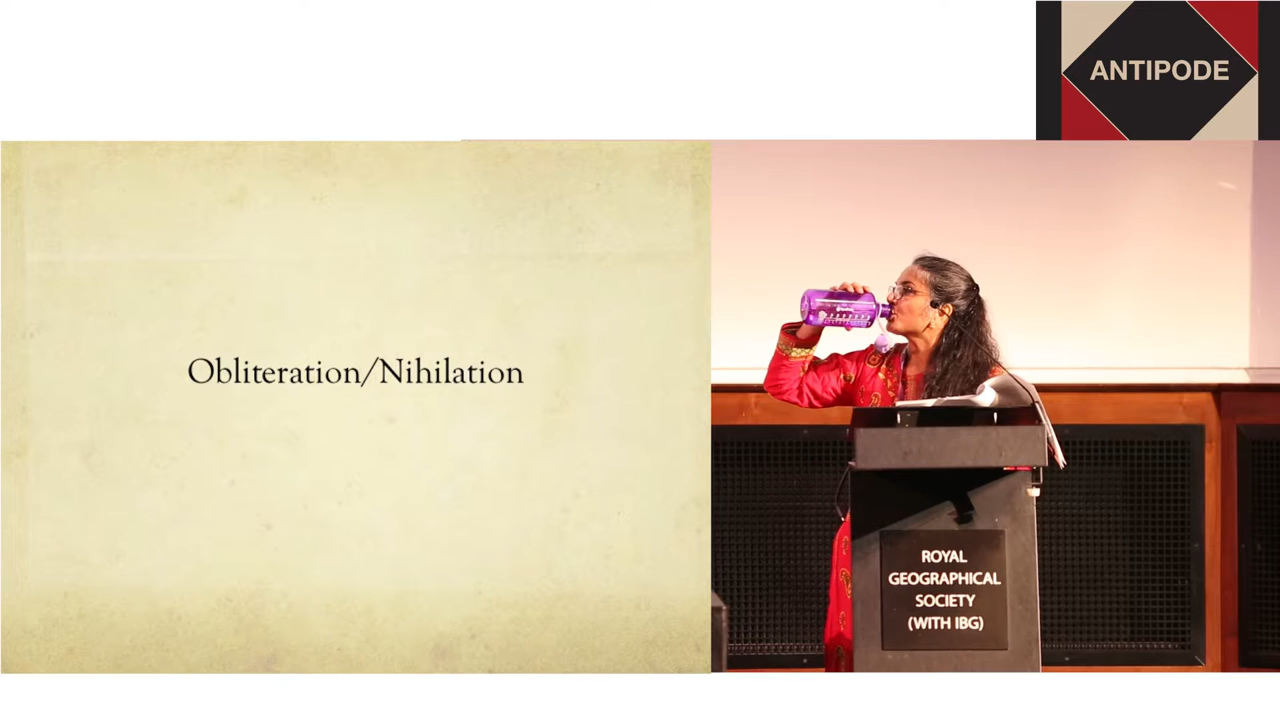 ANTIPODE
Obliteration/Nihilation
ROYAL
GEOGRAPHICAL
SOCIETY
(WITH IBG)